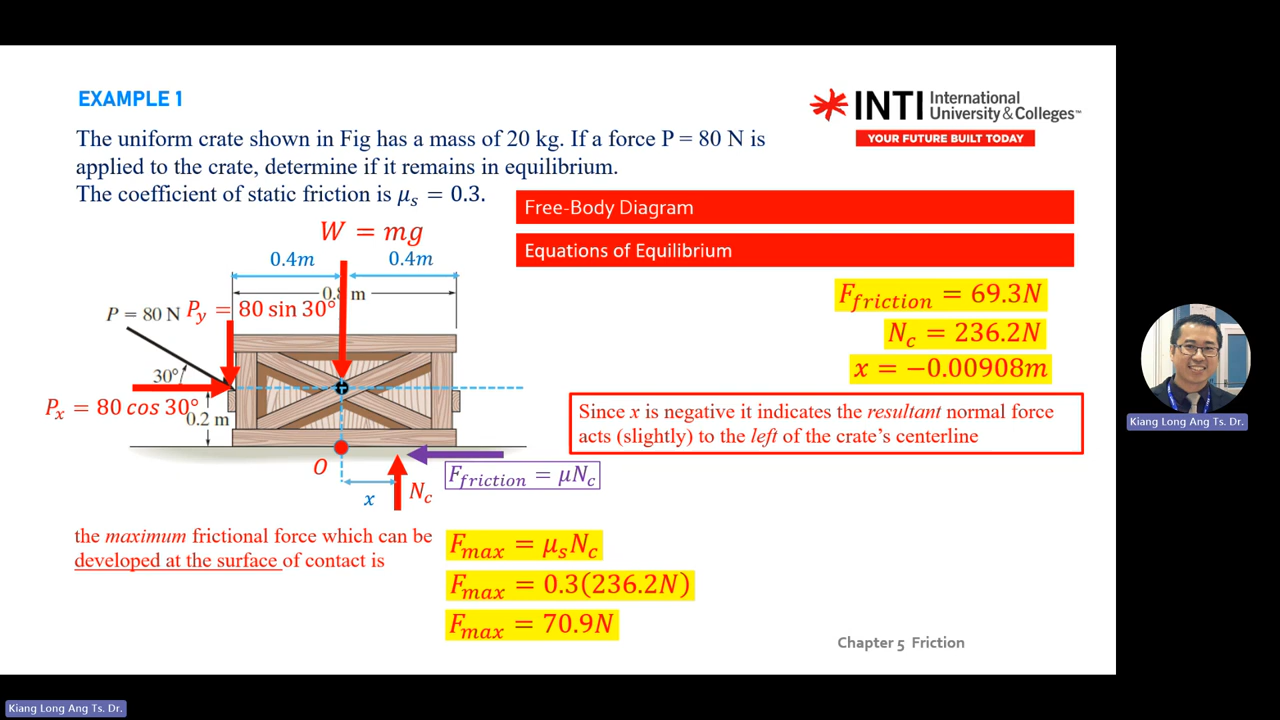 EXAMPLE 1
INTI International
University & Colleges™
YOUR FUTURE BUILT TODAY
The uniform crate shown in Fig has a mass of 20 kg. If a force P = 80 N is
applied to the crate, determine if it remains in equilibrium.
The coefficient of static friction is μₛ = 0.3.
Free-Body Diagram
Equations of Equilibrium
W = mg
0.4m
0.4m
0.8 m
P = 80 N
P_y = 80 sin 30°
30°
P_x = 80 cos 30°
0.2 m
O
x
N_c
F_friction = μN_c
F_friction = 69.3N
N_c = 236.2N
x = −0.00908m
Since x is negative it indicates the resultant normal force
acts (slightly) to the left of the crate's centerline
the maximum frictional force which can be
developed at the surface of contact is
F_max = μₛN_c
F_max = 0.3(236.2N)
F_max = 70.9N
Chapter 5 Friction
Kiang Long Ang Ts. Dr.
Kiang Long Ang Ts. Dr.